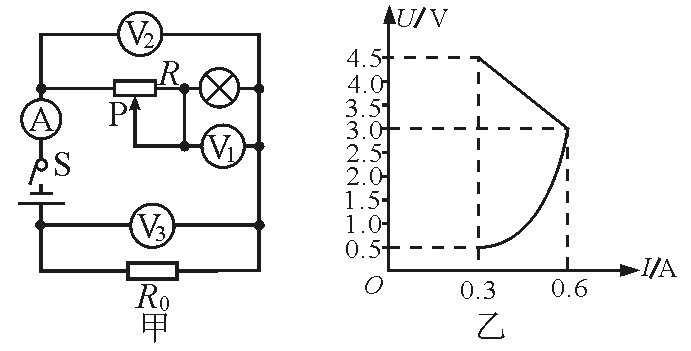 V₂
R
A
P
V₁
S
V₃
R₀
甲
U/V
4.5
4.0
3.5
3.0
2.5
2.0
1.5
1.0
0.5
O
0.3
0.6
I/A
乙